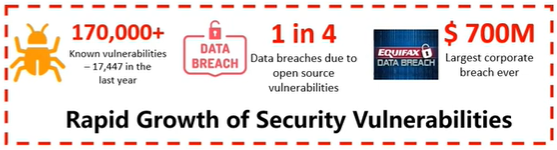 170,000+
Known vulnerabilities
– 17,447 in the
last year
DATA
BREACH
1 in 4
Data breaches due to
open source
vulnerabilities
EQUIFAX
DATA BREACH
$ 700M
Largest corporate
breach ever
Rapid Growth of Security Vulnerabilities